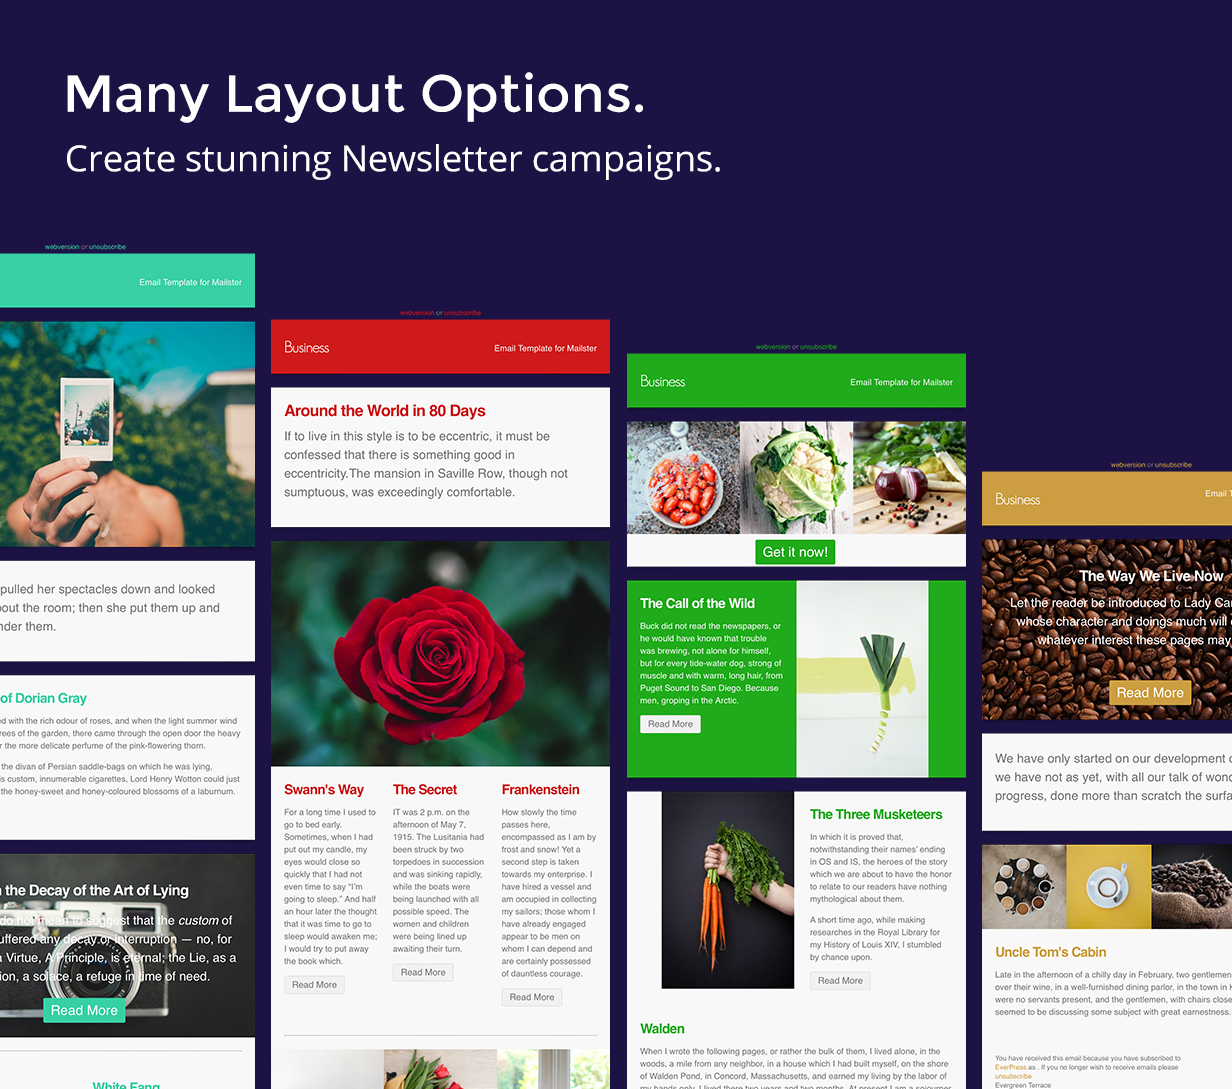 Many Layout Options.
Create stunning Newsletter campaigns.
webversion or unsubscribe
Email Template for Mailster
pulled her spectacles down and looked
out the room; then she put them up and
nder them.
of Dorian Gray
ed with the rich odour of roses, and when the light summer wind
rees of the garden, there came through the open door the heavy
r the more delicate perfume of the pink-flowering thorn.
the divan of Persian saddle-bags on which he was lying,
is custom, innumerable cigarettes, Lord Henry Wotton could just
the honey-sweet and honey-coloured blossoms of a laburnum.
the Decay of the Art of Lying
do not mean to suggest that the custom of
uffered any decay or interruption — no, for
a Virtue, A Principle, is eternal; the Lie, as a
ion, a solace, a refuge in time of need.
Read More
White Fang
webversion or unsubscribe
Business
Email Template for Mailster
Around the World in 80 Days
If to live in this style is to be eccentric, it must be
confessed that there is something good in
eccentricity.The mansion in Saville Row, though not
sumptuous, was exceedingly comfortable.
Swann's Way
For a long time I used to
go to bed early.
Sometimes, when I had
put out my candle, my
eyes would close so
quickly that I had not
even time to say “I'm
going to sleep.” And half
an hour later the thought
that it was time to go to
sleep would awaken me;
I would try to put away
the book which.
Read More
The Secret
IT was 2 p.m. on the
afternoon of May 7,
1915. The Lusitania had
been struck by two
torpedoes in succession
and was sinking rapidly,
while the boats were
being launched with all
possible speed. The
women and children
were being lined up
awaiting their turn.
Read More
Frankenstein
How slowly the time
passes here,
encompassed as I am by
frost and snow! Yet a
second step is taken
towards my enterprise. I
have hired a vessel and
am occupied in collecting
my sailors; those whom I
have already engaged
appear to be men on
whom I can depend and
are certainly possessed
of dauntless courage.
Read More
webversion or unsubscribe
Business
Email Template for Mailster
Get it now!
The Call of the Wild
Buck did not read the newspapers, or
he would have known that trouble
was brewing, not alone for himself,
but for every tide-water dog, strong of
muscle and with warm, long hair, from
Puget Sound to San Diego. Because
men, groping in the Arctic.
Read More
The Three Musketeers
In which it is proved that,
notwithstanding their names' ending
in OS and IS, the heroes of the story
which we are about to have the honor
to relate to our readers have nothing
mythological about them.
A short time ago, while making
researches in the Royal Library for
my History of Louis XIV, I stumbled
by chance upon.
Read More
Walden
When I wrote the following pages, or rather the bulk of them, I lived alone, in the
woods, a mile from any neighbor, in a house which I had built myself, on the shore
of Walden Pond, in Concord, Massachusetts, and earned my living by the labor of
my hands only. I lived there two years and two months. At present I am a sojourner
webversion or unsubscribe
Business
Email T
The Way We Live Now
Let the reader be introduced to Lady Car
whose character and doings much will
whatever interest these pages may
Read More
We have only started on our development
we have not as yet, with all our talk of won
progress, done more than scratch the surfa
Uncle Tom's Cabin
Late in the afternoon of a chilly day in February, two gentlemen
over their wine, in a well-furnished dining parlor, in the town in K
were no servants present, and the gentlemen, with chairs close
seemed to be discussing some subject with great earnestness.
You have received this email because you have subscribed to
EverPress as . If you no longer wish to receive emails please
unsubscribe
Evergreen Terrace